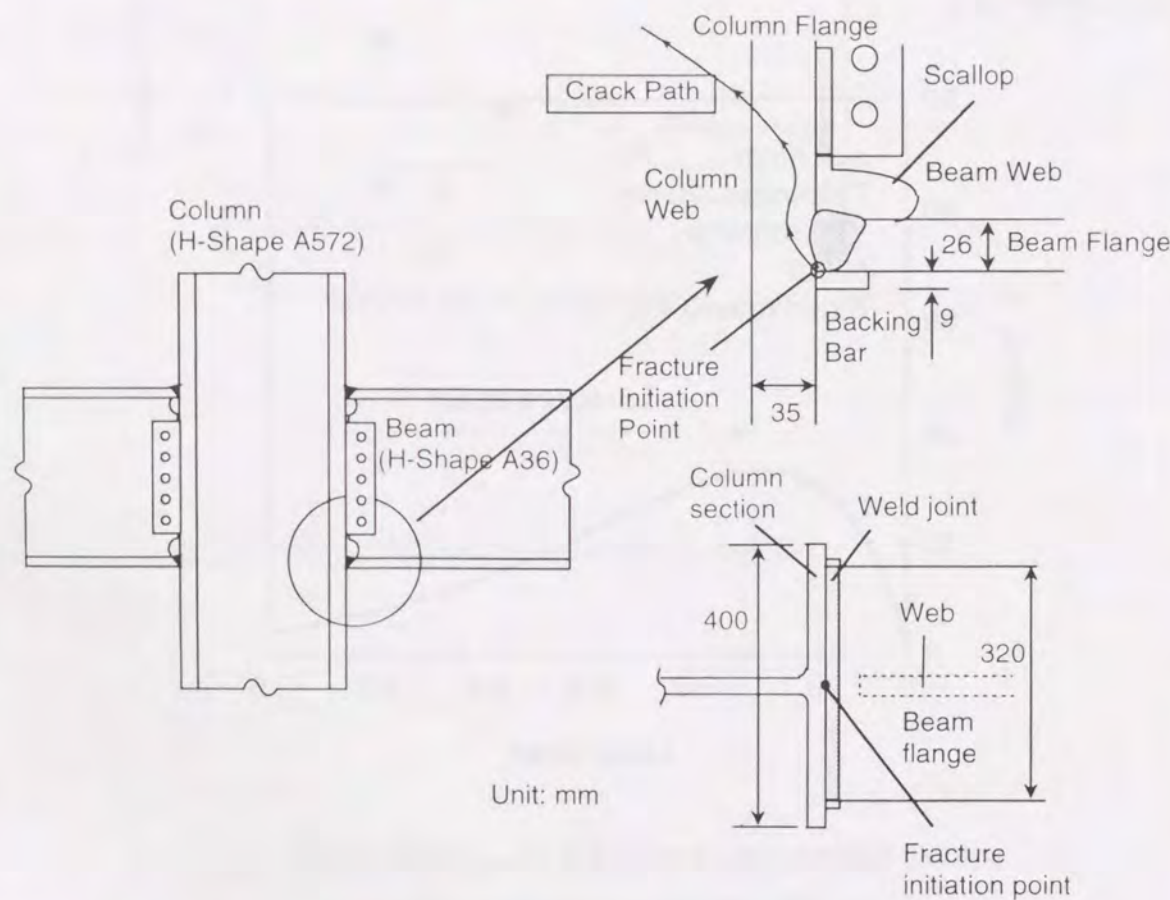 Column Flange
Scallop
Crack Path
Beam Web
Column
Web
26
Beam Flange
9
Backing
Bar
Fracture
Initiation
Point
35
Column
(H-Shape A572)
Beam
(H-Shape A36)
Column
section
Weld joint
400
Web
320
Beam
flange
Unit: mm
Fracture
initiation point